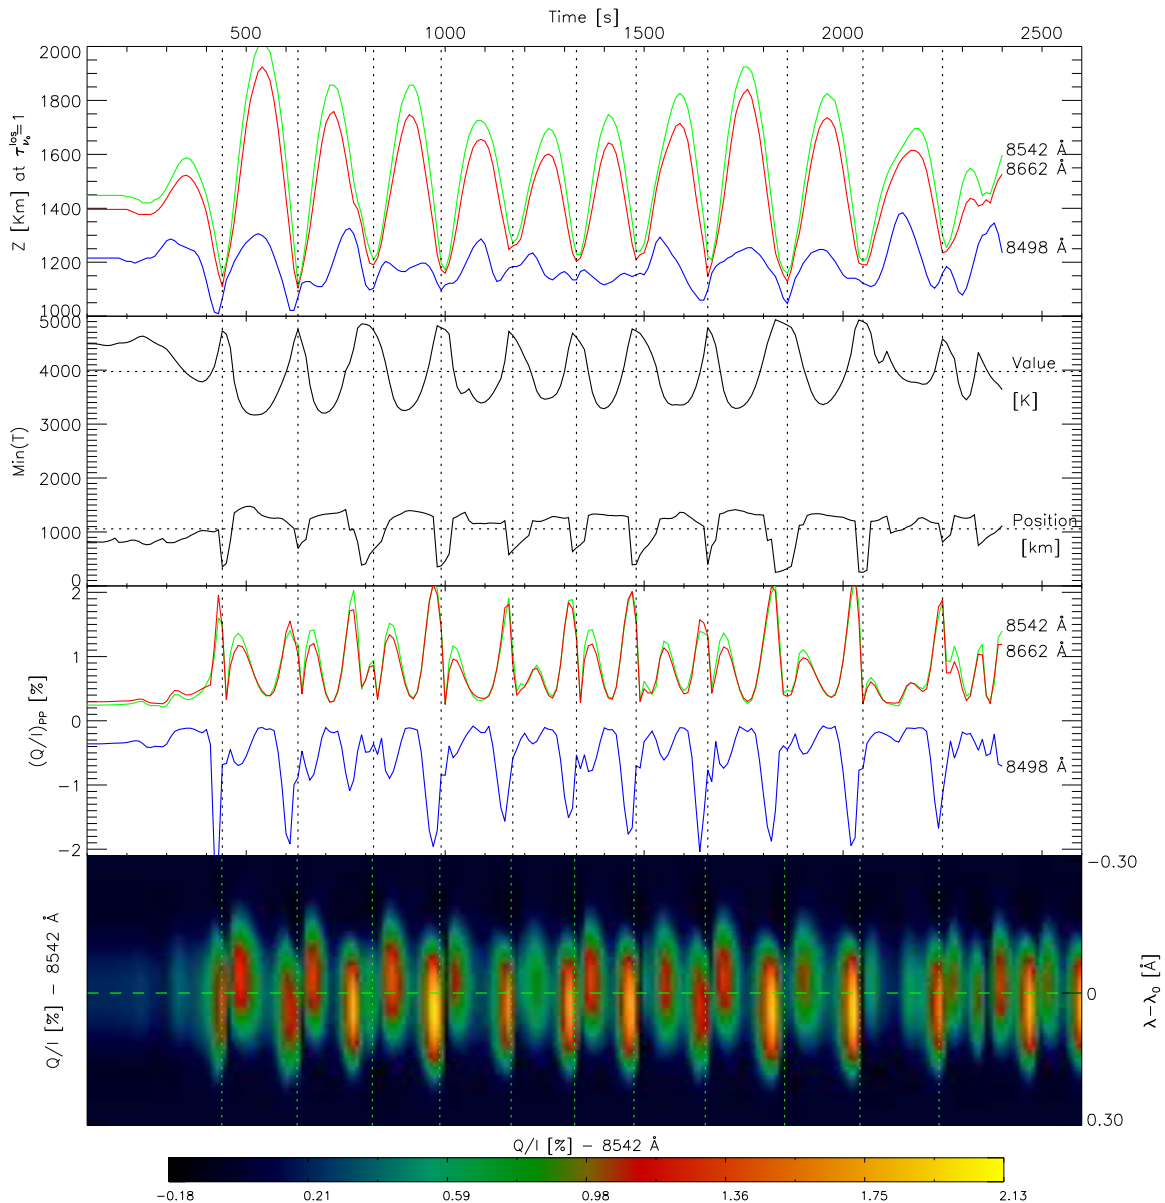 Time [s]
500 1000 1500 2000 2500
Z [Km] at τ_ν₀^los=1
2000
1800
1600
1400
1200
1000
8542 Å
8662 Å
8498 Å
Min(T)
5000
4000
3000
2000
1000
0
Value
[K]
Position
[km]
(Q/I)_PP [%]
2
1
0
-1
-2
8542 Å
8662 Å
8498 Å
Q/I [%] - 8542 Å
-0.30
0
0.30
λ-λ₀ [Å]
Q/I [%] - 8542 Å
-0.18 0.21 0.59 0.98 1.36 1.75 2.13